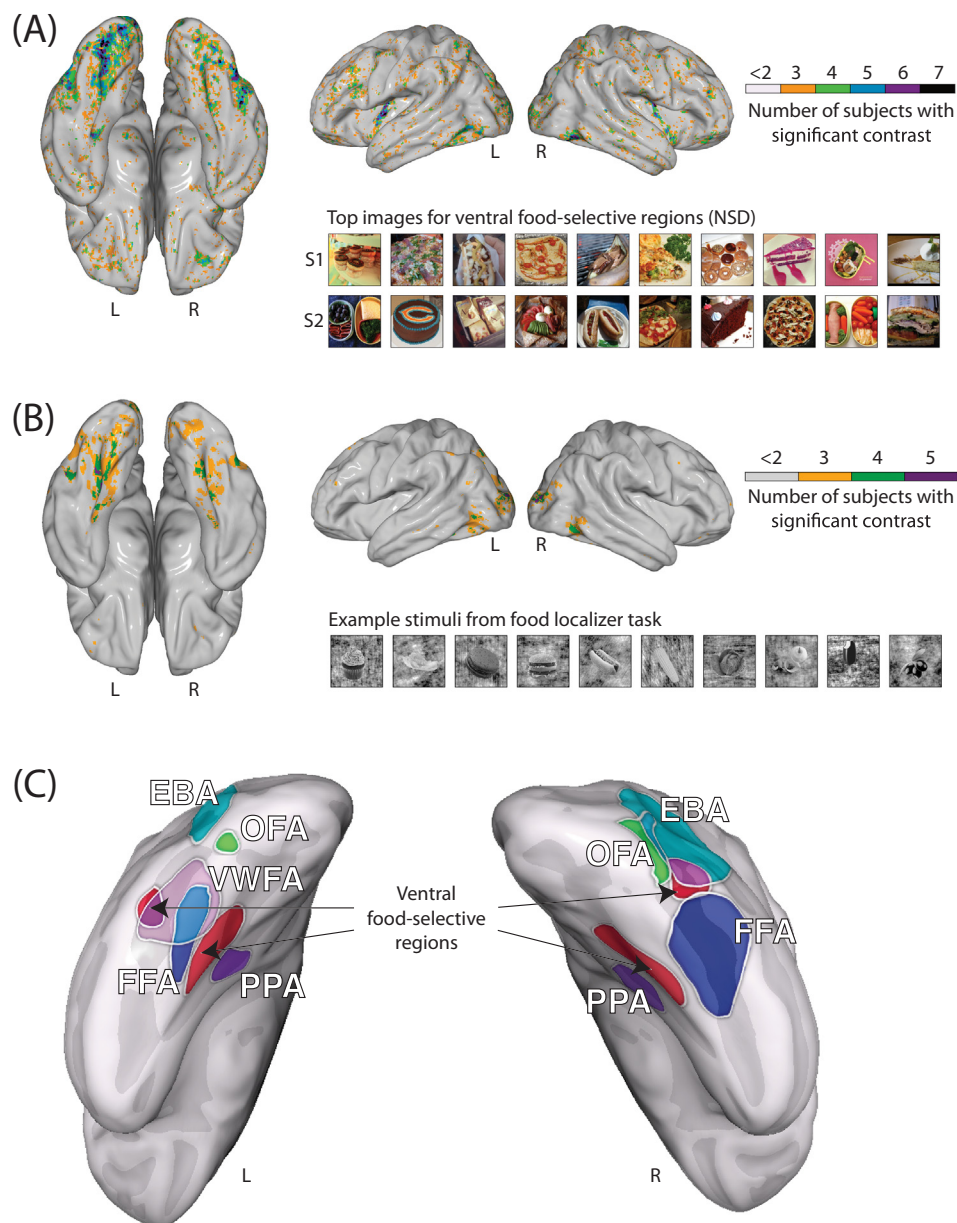 (A)
<2 3 4 5 6 7
Number of subjects with
significant contrast
L R
L R
Top images for ventral food-selective regions (NSD)
S1
S2
(B)
<2 3 4 5
Number of subjects with
significant contrast
L R
L R
Example stimuli from food localizer task
(C)
EBA
OFA
VWFA
FFA
PPA
Ventral
food-selective
regions
EBA
OFA
FFA
PPA
L
R